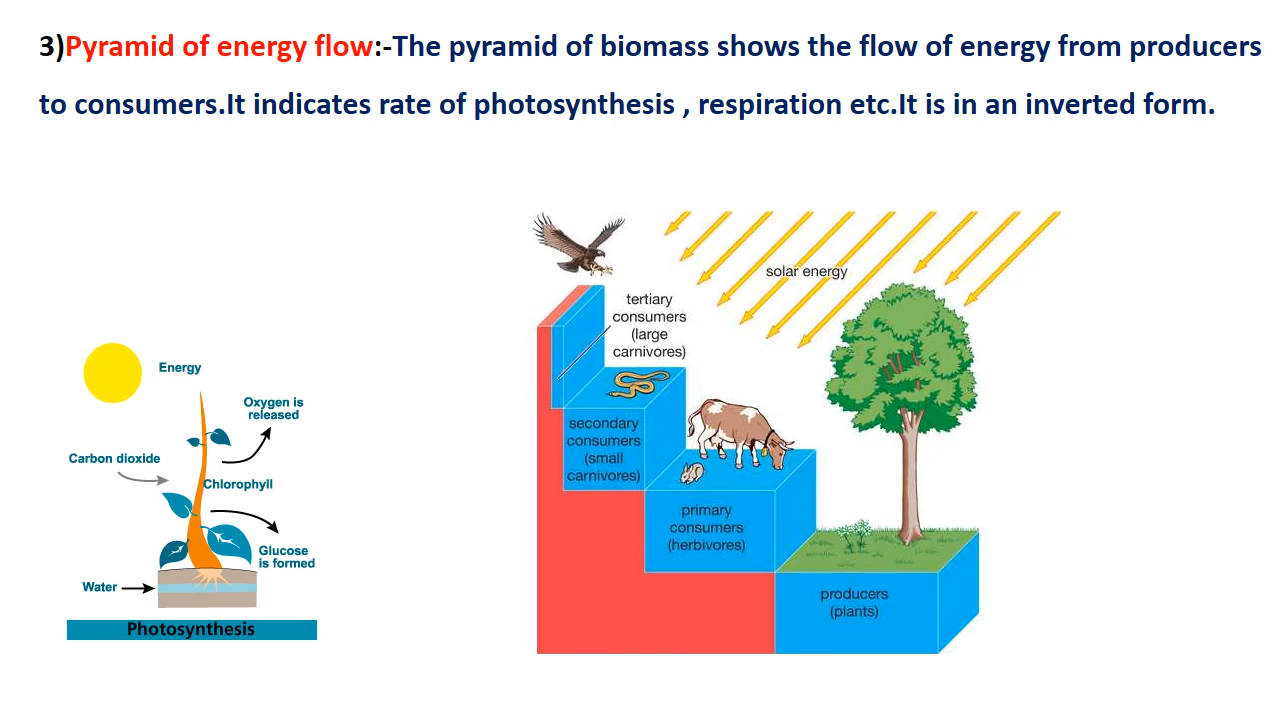 3)Pyramid of energy flow:-The pyramid of biomass shows the flow of energy from producers
to consumers.It indicates rate of photosynthesis , respiration etc.It is in an inverted form.
Energy
Oxygen is
released
Carbon dioxide
Chlorophyll
Glucose
is formed
Water
Photosynthesis
solar energy
tertiary
consumers
(large
carnivores)
secondary
consumers
(small
carnivores)
primary
consumers
(herbivores)
producers
(plants)